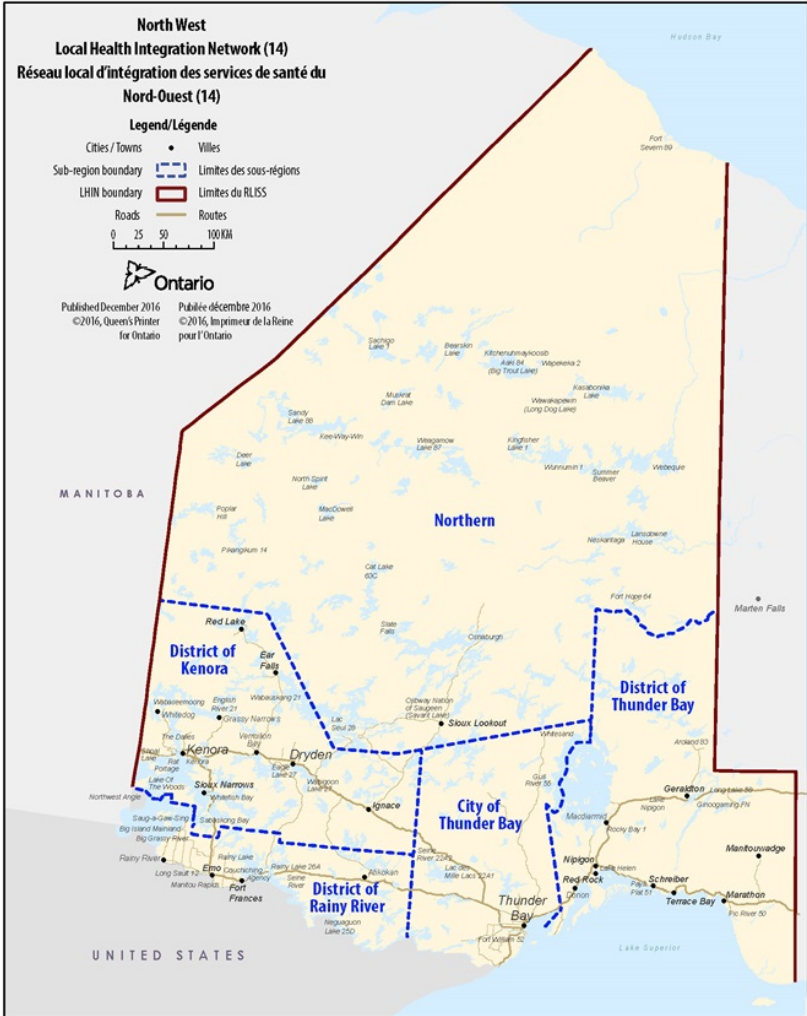 North West
Local Health Integration Network (14)
Réseau local d'intégration des services de santé du
Nord-Ouest (14)
Legend/Légende
Cities / Towns • Villes
Sub-region boundary Limites des sous-régions
LHIN boundary Limites du RLISS
Roads Routes
0 25 50 100 KM
Ontario
Published December 2016
©2016, Queen's Printer
for Ontario
Publiée décembre 2016
©2016, Imprimeur de la Reine
pour l'Ontario
Hudson Bay
Fort
Severn 89
Sachigo
Lake 1
Bearskin
Lake
Kitchenuhmaykoosib
Aaki 84
(Big Trout Lake)
Wapekeka 2
Kasabonika
Lake
Muskrat
Dam Lake
Wawakapewin
(Long Dog Lake)
Sandy
Lake 88
Kee-Way-Win
Weagamow
Lake 87
Kingfisher
Lake 1
Deer
Lake
Wunnumin 1
Summer
Beaver
Webequie
MANITOBA
North Spirit
Lake
Poplar
Hill
MacDowell
Lake
Northern
Pikangikum 14
Neskantaga
Lansdowne
House
Cat Lake
63C
Fort Hope 64
Marten Falls
Red Lake
Slate
Falls
Osnaburgh
District of
Kenora
Ear
Falls
District of
Thunder Bay
Wabaseemoong
Whitedog
English
River 21
Wabauskang 21
Grassy Narrows
Ojibway Nation
of Saugeen
(Savant Lake)
Lac
Seul 28
Sioux Lookout
Whitesand
Aroland 83
The Dalles
Kenora
Shoal
Lake
Rat
Portage
Kenora
Vermilion
Bay
Dryden
Eagle
Lake 27
Wabigoon
Lake 27
Lake Of
The Woods
Sioux Narrows
Whitefish Bay
Northwest Angle
Ignace
Gull
River 55
City of
Thunder Bay
Geraldton
Long Lake 58
Ginoogaming FN
Lake
Nipigon
Macdiarmid
Rocky Bay 1
Saug-a-Gaw-Sing
Big Island Mainland
Big Grassy River
Sabaskong Bay
Rainy River
Long Sault 12
Emo
Manitou Rapids
Rainy Lake
Couchiching
Agency
Fort
Frances
Rainy Lake 26A
Seine
River
Atikokan
Seine
River 22A2
Lac des
Mille Lacs 22A1
District of
Rainy River
Neguaguon
Lake 25D
Nipigon
Lake Helen
Red Rock
Dorion
Pays
Plat 51
Schreiber
Terrace Bay
Manitouwadge
Marathon
Pic River 50
Thunder
Bay
Fort William 52
UNITED STATES
Lake Superior